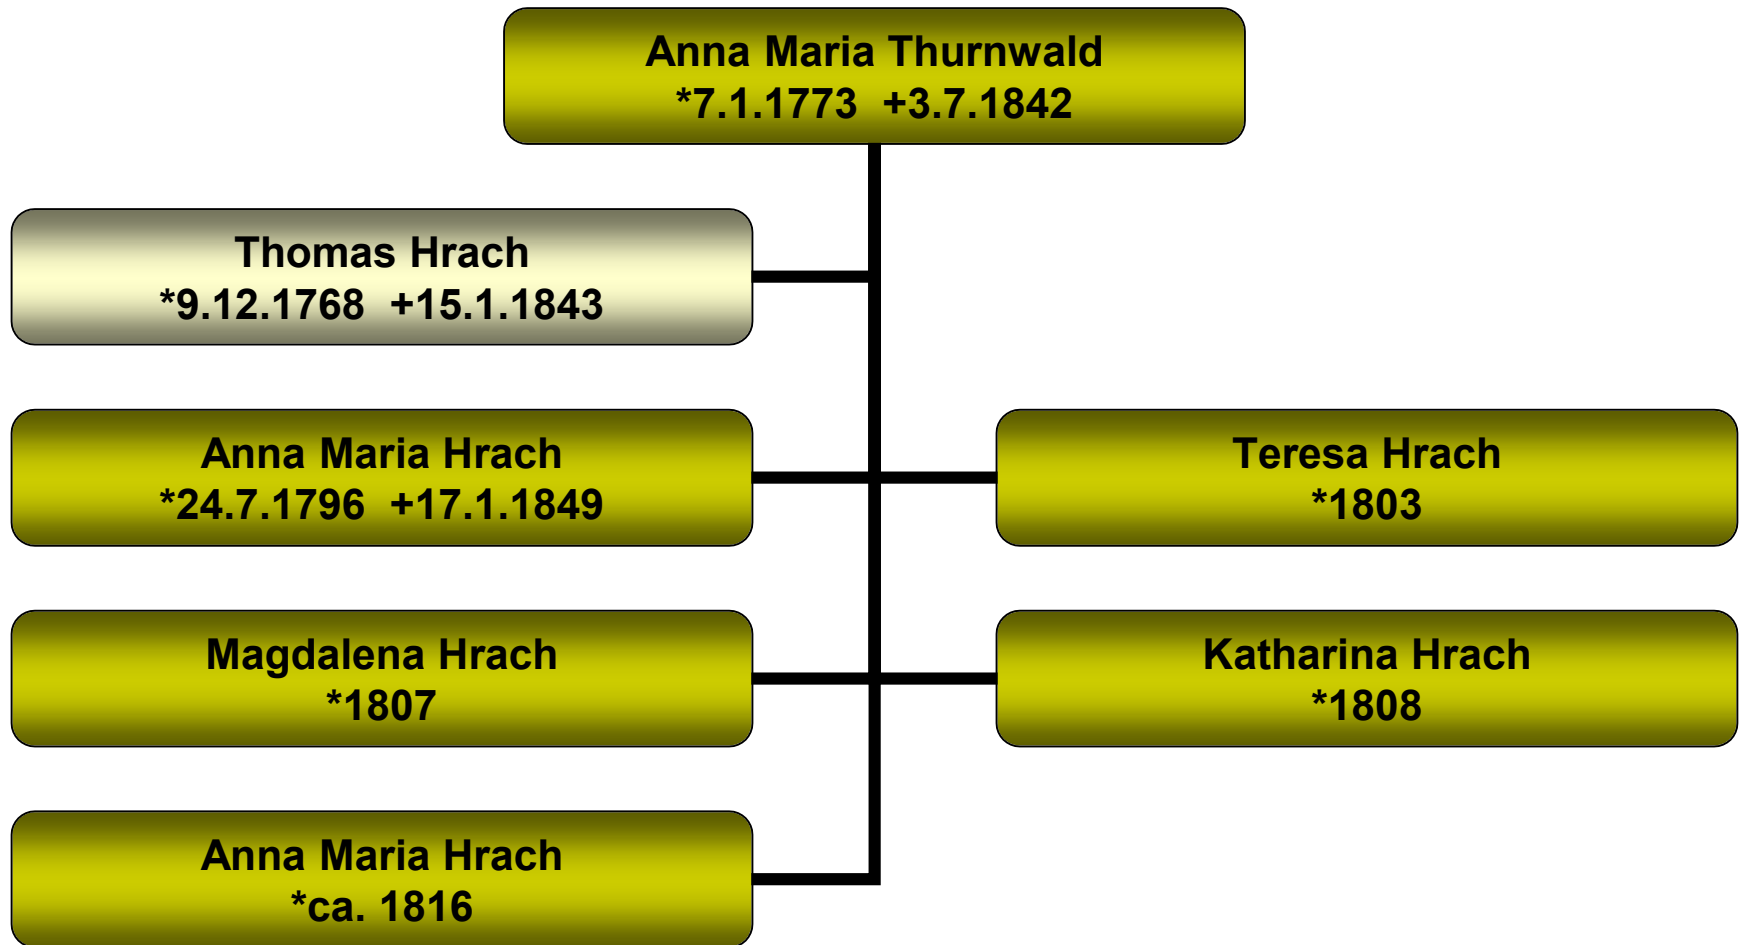 Anna Maria Thurnwald
*7.1.1773  +3.7.1842
Thomas Hrach
*9.12.1768  +15.1.1843
Anna Maria Hrach
*24.7.1796  +17.1.1849
Teresa Hrach
*1803
Magdalena Hrach
*1807
Katharina Hrach
*1808
Anna Maria Hrach
*ca. 1816